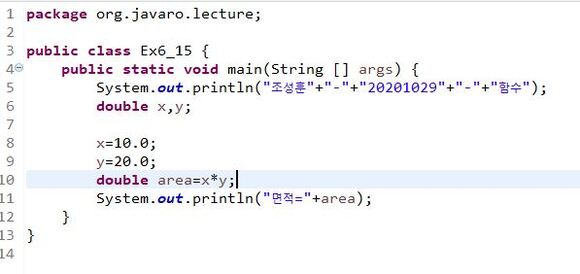 1 package org.javaro.lecture;
2
3 public class Ex6_15 {
4 public static void main(String [] args) {
5 System.out.println("조성훈"+"-"+"20201029"+"-"+"함수");
6 double x,y;
7
8 x=10.0;
9 y=20.0;
10 double area=x*y;
11 System.out.println("면적="+area);
12 }
13 }
14